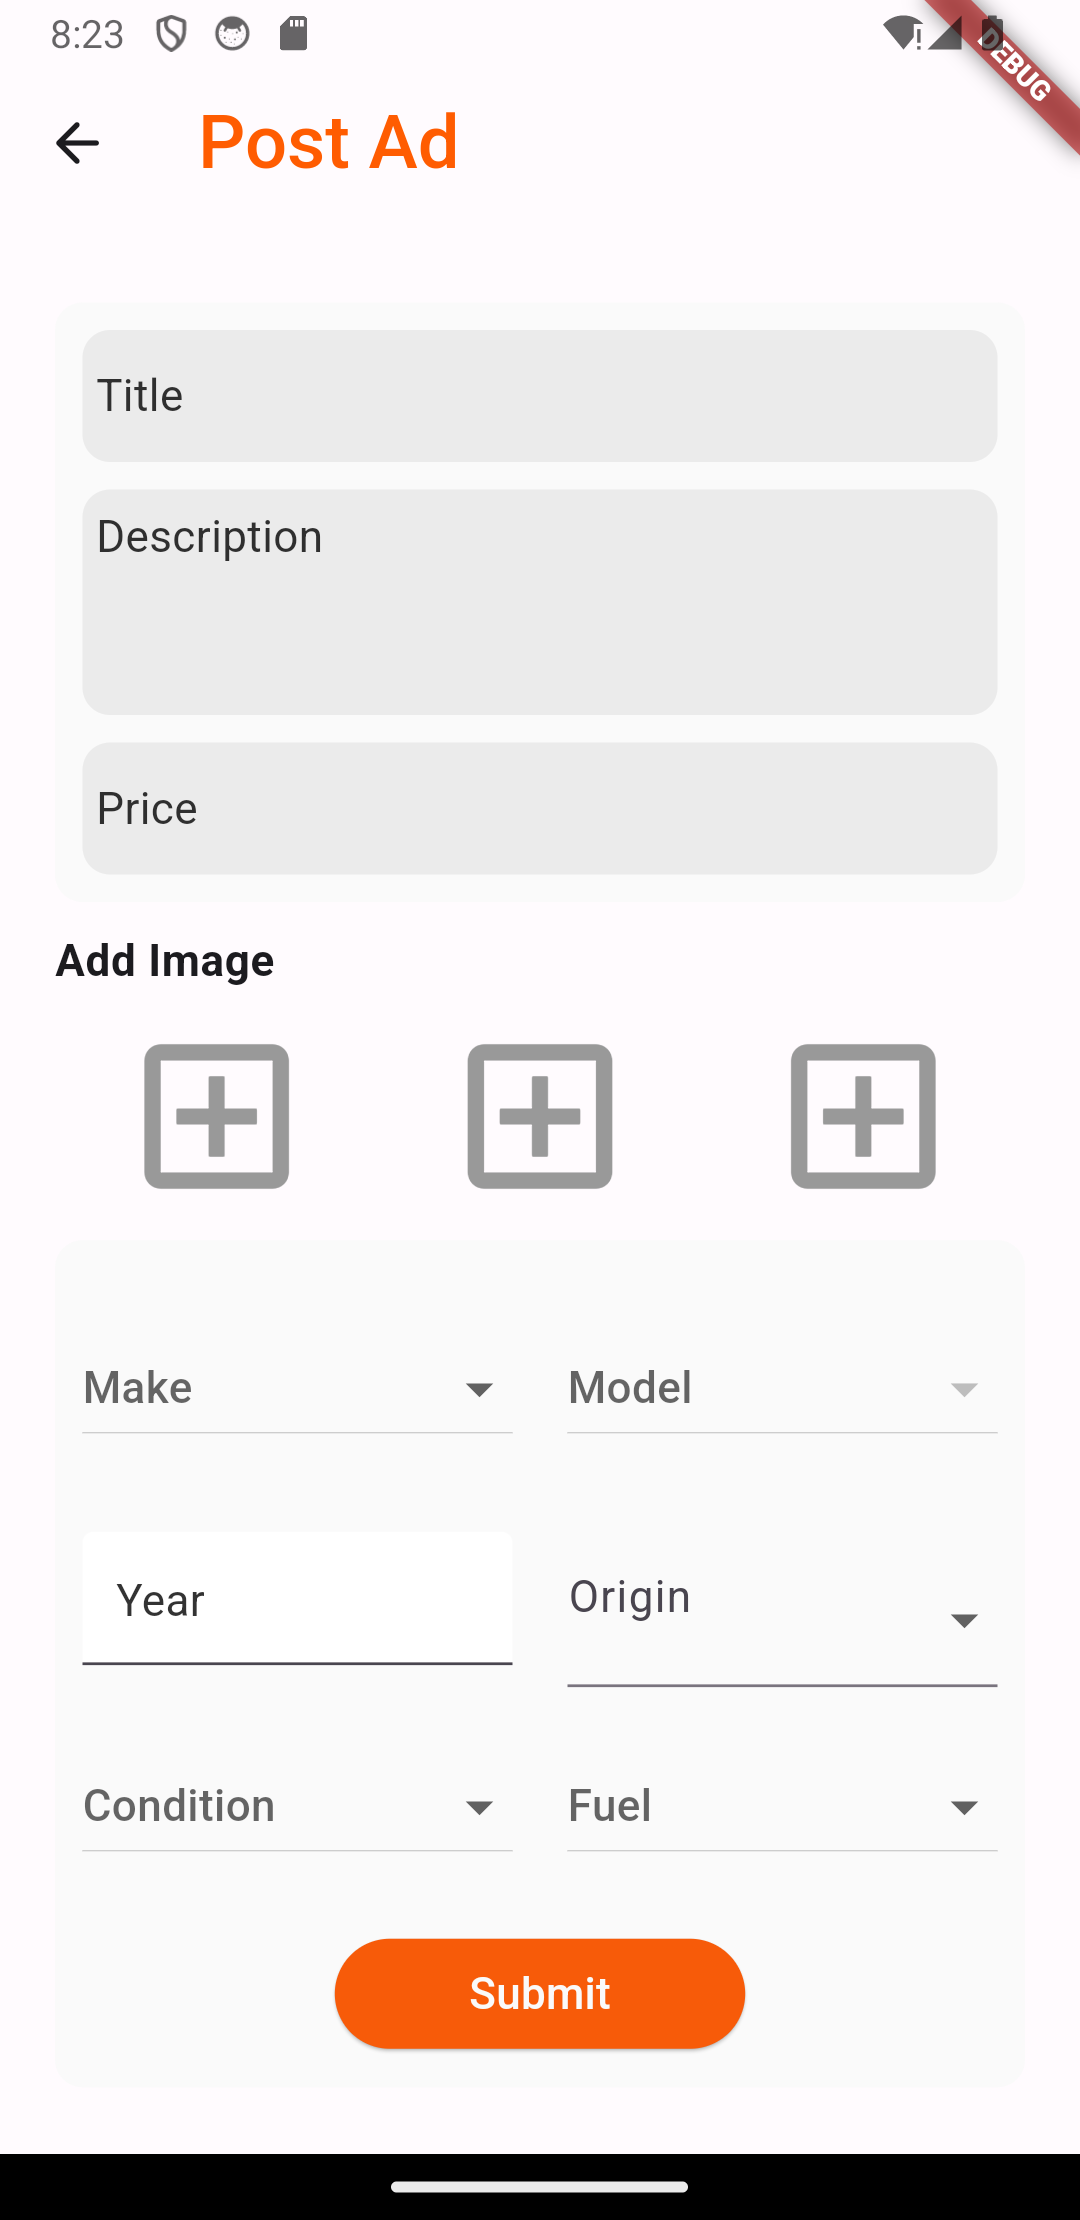 8:23
DEBUG
Post Ad
Title
Description
Price
Add Image
Make Model
Year Origin
Condition Fuel
Submit